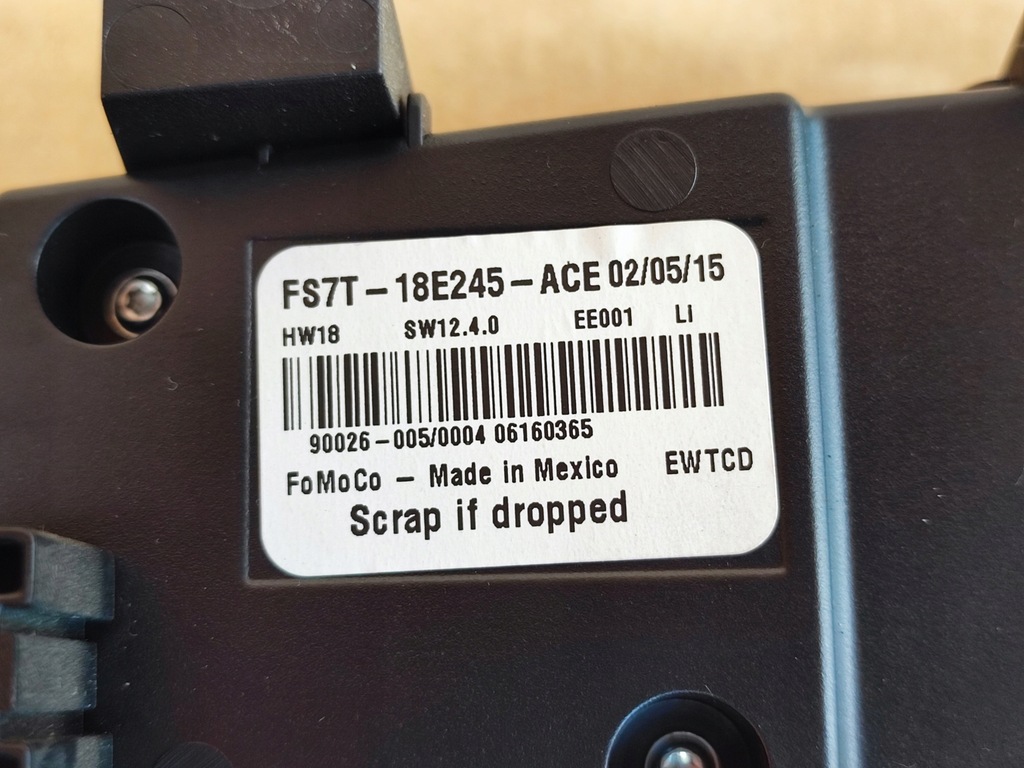 FS7T-18E245-ACE 02/05/15
HW18 SW12.4.0 EE001 LI
90026-005/0004 06160365
FoMoCo - Made in Mexico EWTCD
Scrap if dropped